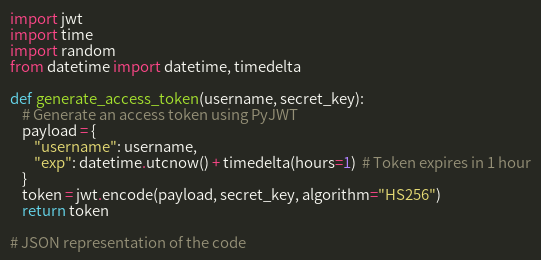 import jwt
import time
import random
from datetime import datetime, timedelta

def generate_access_token(username, secret_key):
    # Generate an access token using PyJWT
    payload = {
        "username": username,
        "exp": datetime.utcnow() + timedelta(hours=1)  # Token expires in 1 hour
    }
    token = jwt.encode(payload, secret_key, algorithm="HS256")
    return token

# JSON representation of the code